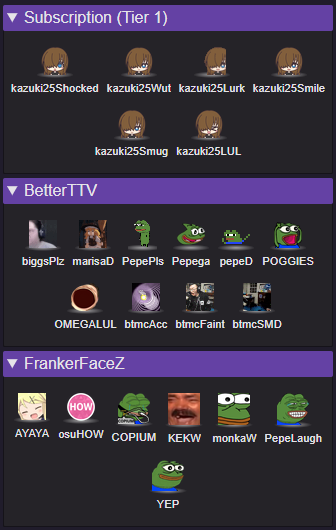 Subscription (Tier 1)
kazuki25Shocked kazuki25Wut kazuki25Lurk kazuki25Smile
kazuki25Smug kazuki25LUL
BetterTTV
biggsPlz marisaD PepePls Pepega pepeD POGGIES
OMEGALUL btmcAcc btmcFaint btmcSMD
FrankerFaceZ
HOW
AYAYA osuHOW COPIUM KEKW monkaW PepeLaugh
YEP